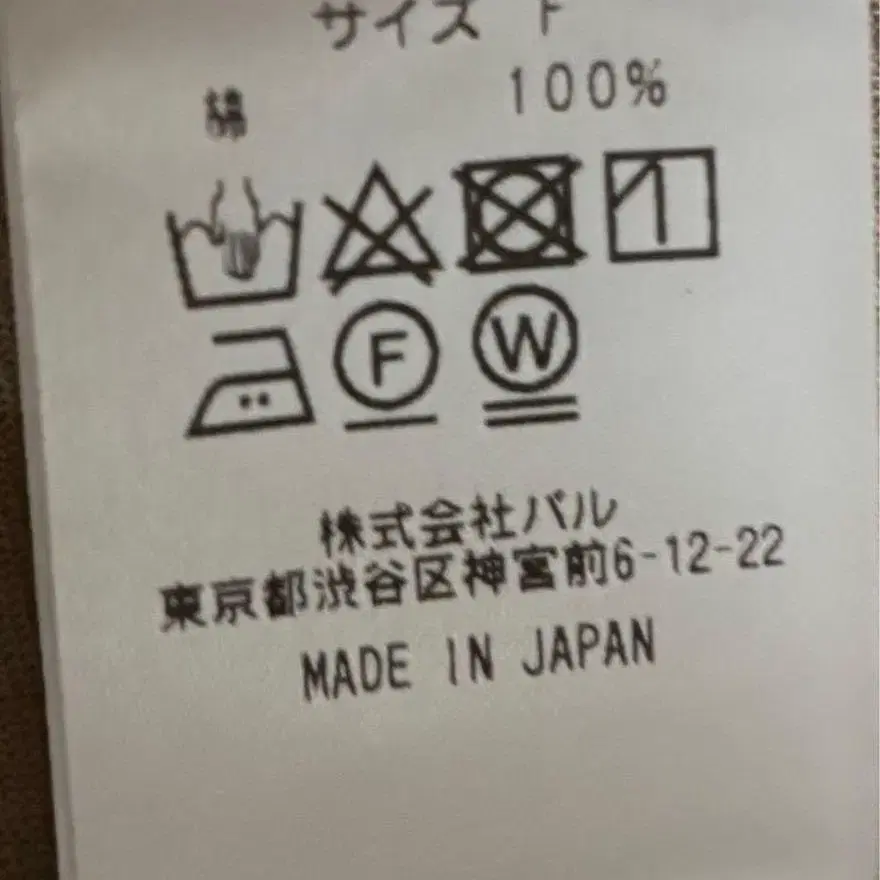 サイズ F
綿 100%
F W
株式会社パル
東京都渋谷区神宮前6-12-22
MADE IN JAPAN